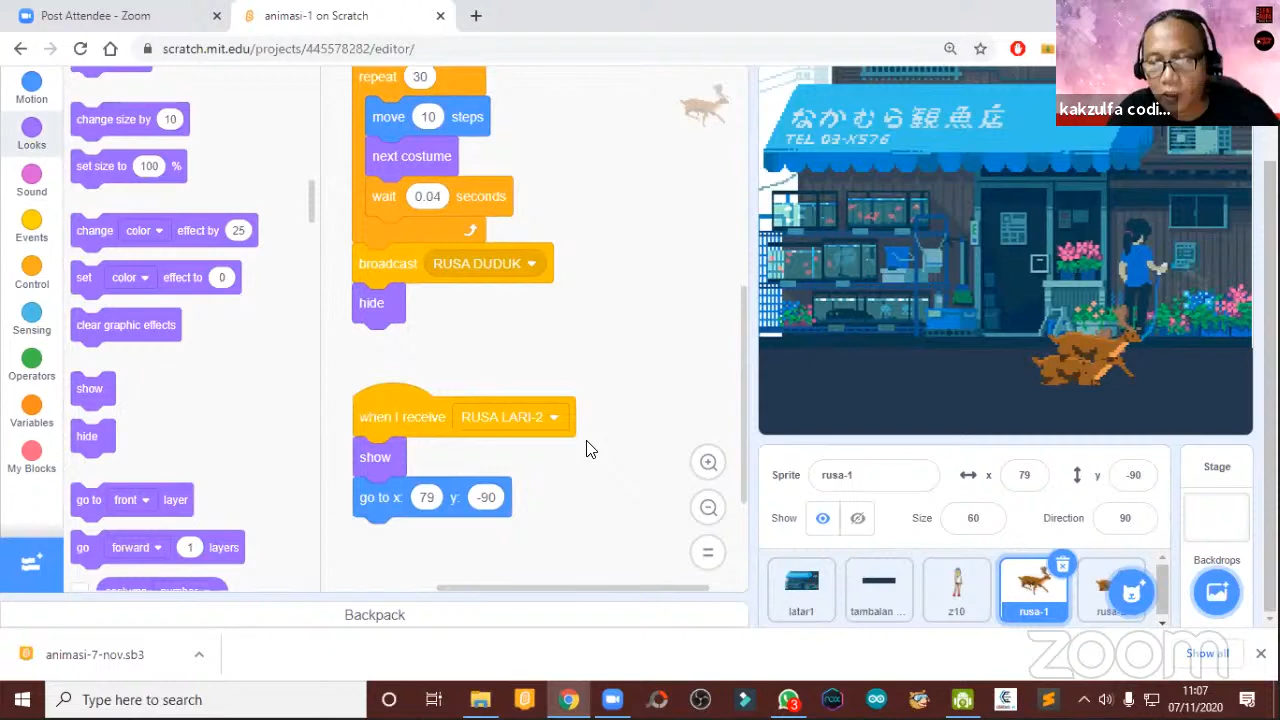 Post Attendee - Zoom
animasi-1 on Scratch
scratch.mit.edu/projects/445578282/editor/
kakzulfa codi...
Motion
Looks
Sound
Events
Control
Sensing
Operators
Variables
My Blocks
change size by 10
set size to 100 %
change color effect by 25
set color effect to 0
clear graphic effects
show
hide
go to front layer
go forward 1 layers
repeat 30
move 10 steps
next costume
wait 0.04 seconds
broadcast RUSA DUDUK
hide
when I receive RUSA LARI-2
show
go to x: 79 y: -90
なかむら観魚店
TEL 03-X576
Sprite rusa-1 x 79 y -90
Show Size 60 Direction 90
Stage
Backdrops
latar1
tambalan ...
z10
rusa-1
Backpack
animasi-7-nov.sb3
zoom
Show all
Type here to search
3
11:07
07/11/2020